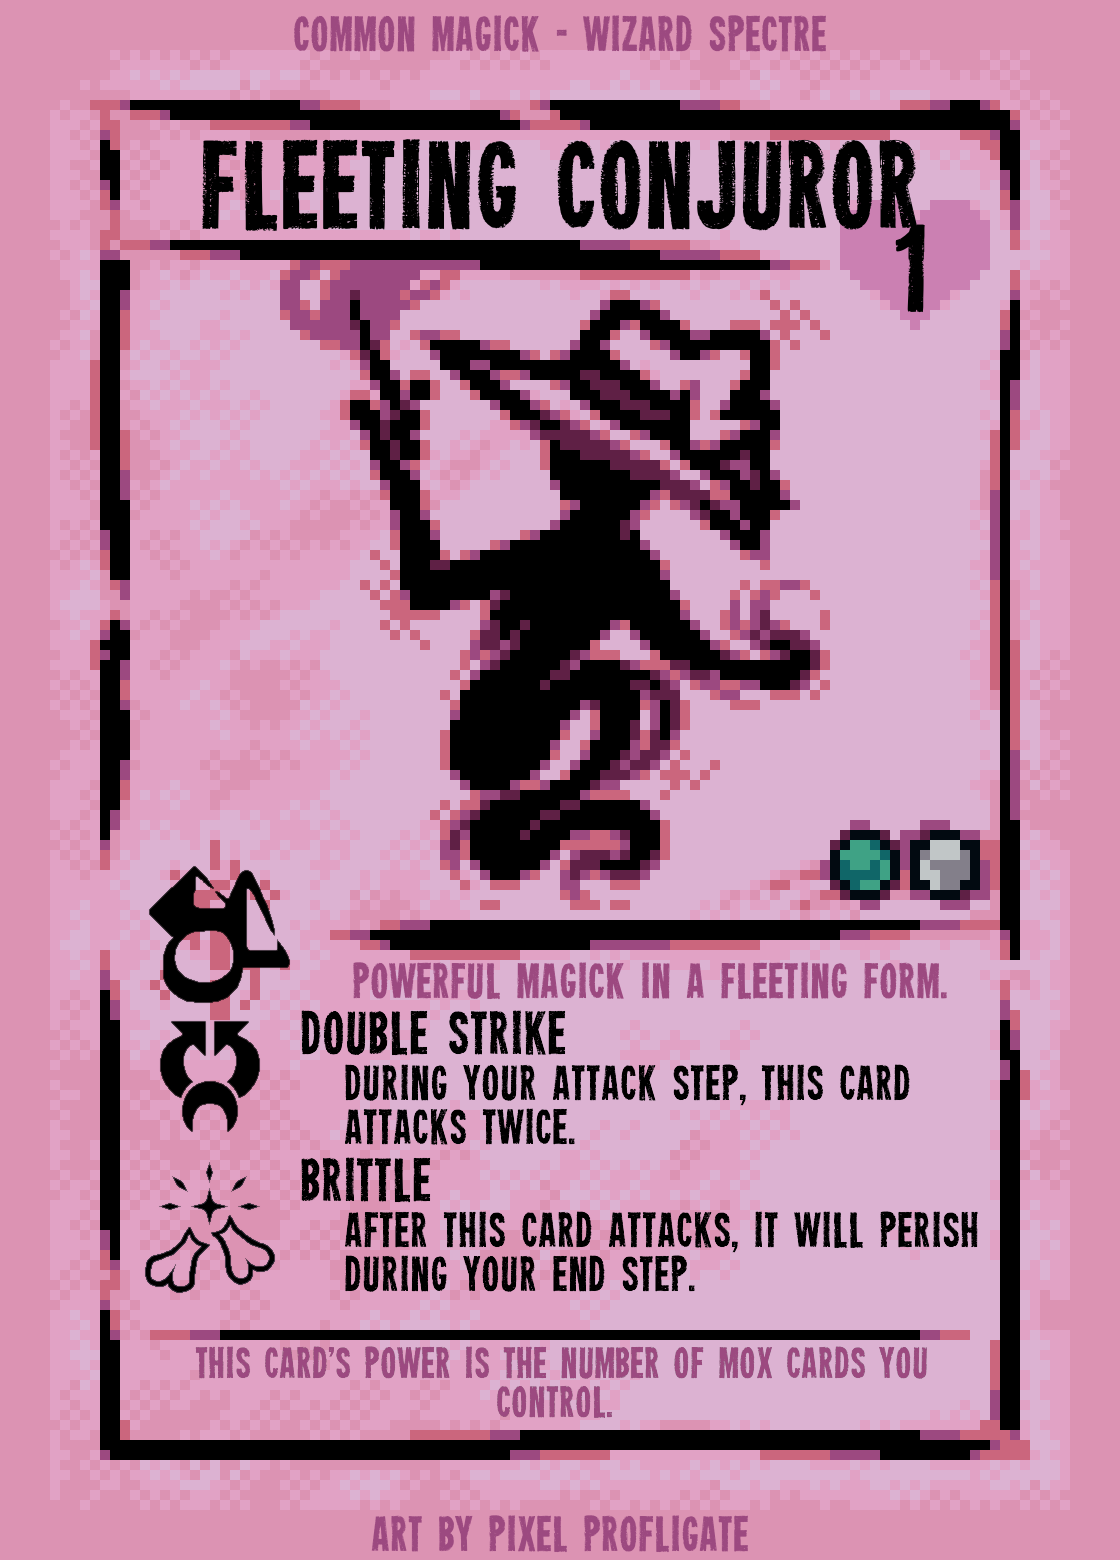 COMMON MAGICK - WIZARD SPECTRE
FLEETING CONJUROR
1
POWERFUL MAGICK IN A FLEETING FORM.
DOUBLE STRIKE
DURING YOUR ATTACK STEP, THIS CARD
ATTACKS TWICE.
BRITTLE
AFTER THIS CARD ATTACKS, IT WILL PERISH
DURING YOUR END STEP.
THIS CARD'S POWER IS THE NUMBER OF MOX CARDS YOU
CONTROL.
ART BY PIXEL PROFLIGATE